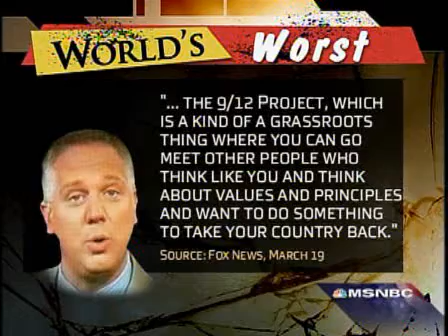 WORLD'S Worst
"... THE 9/12 PROJECT, WHICH
IS A KIND OF A GRASSROOTS
THING WHERE YOU CAN GO
MEET OTHER PEOPLE WHO
THINK LIKE YOU AND THINK
ABOUT VALUES AND PRINCIPLES
AND WANT TO DO SOMETHING
TO TAKE YOUR COUNTRY BACK."
SOURCE: FOX NEWS, MARCH 19
MSNBC